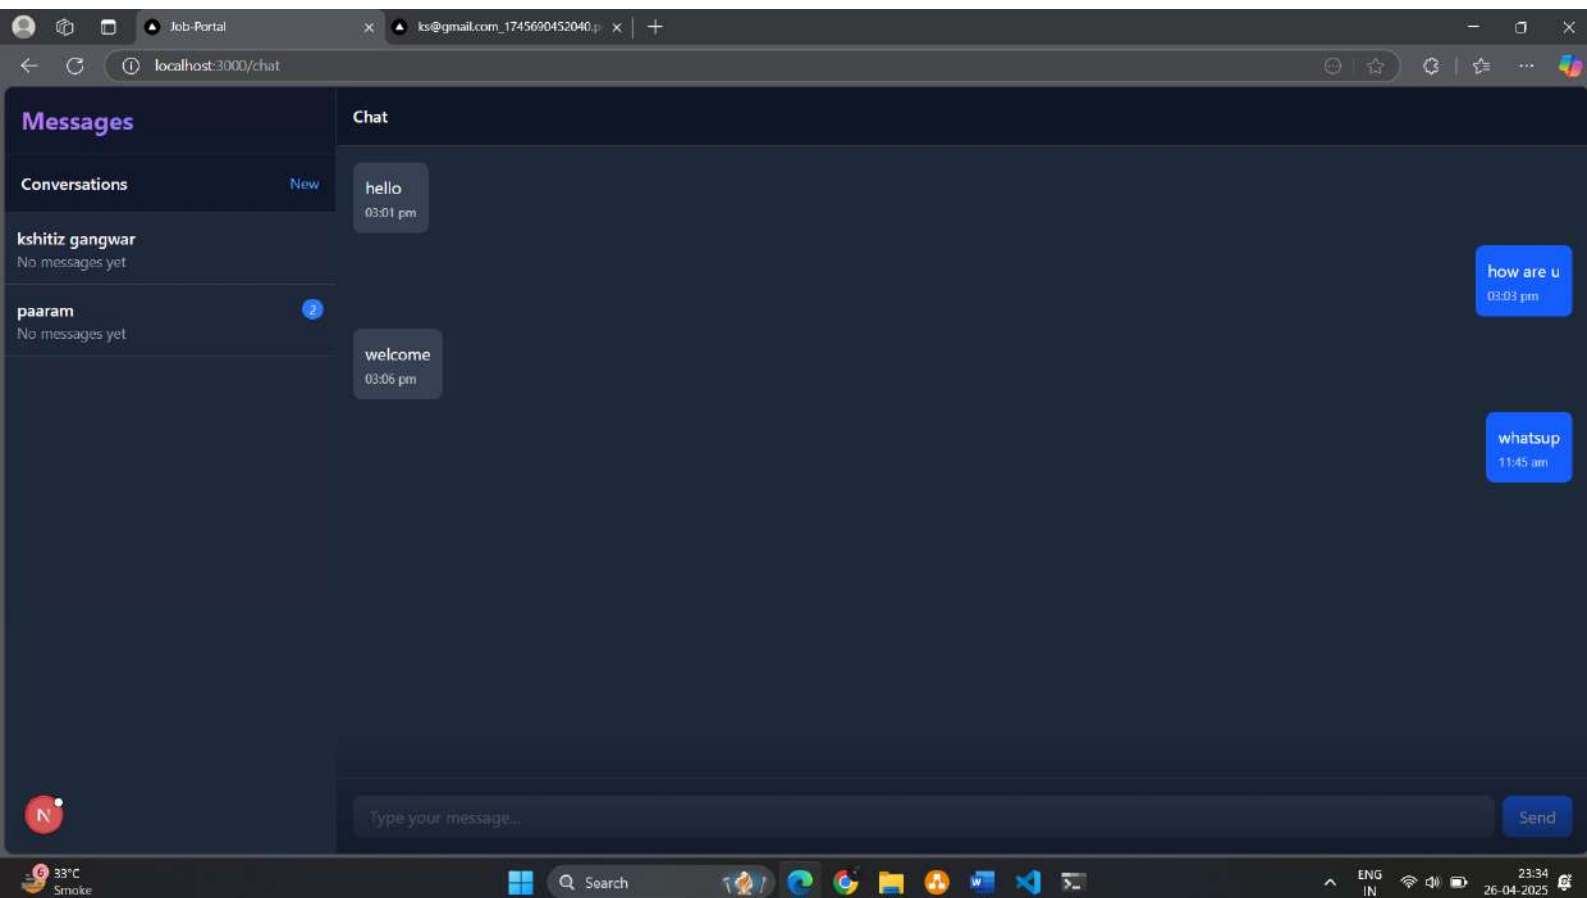 Job-Portal
ks@gmail.com_1745690452040.p
localhost:3000/chat
Messages
Conversations
New
kshitiz gangwar
No messages yet
paaram
2
No messages yet
Chat
hello
03:01 pm
how are u
03:03 pm
welcome
03:06 pm
whatsup
11:45 am
Type your message...
Send
N
6
33°C
Smoke
Search
ENG
IN
23:34
26-04-2025